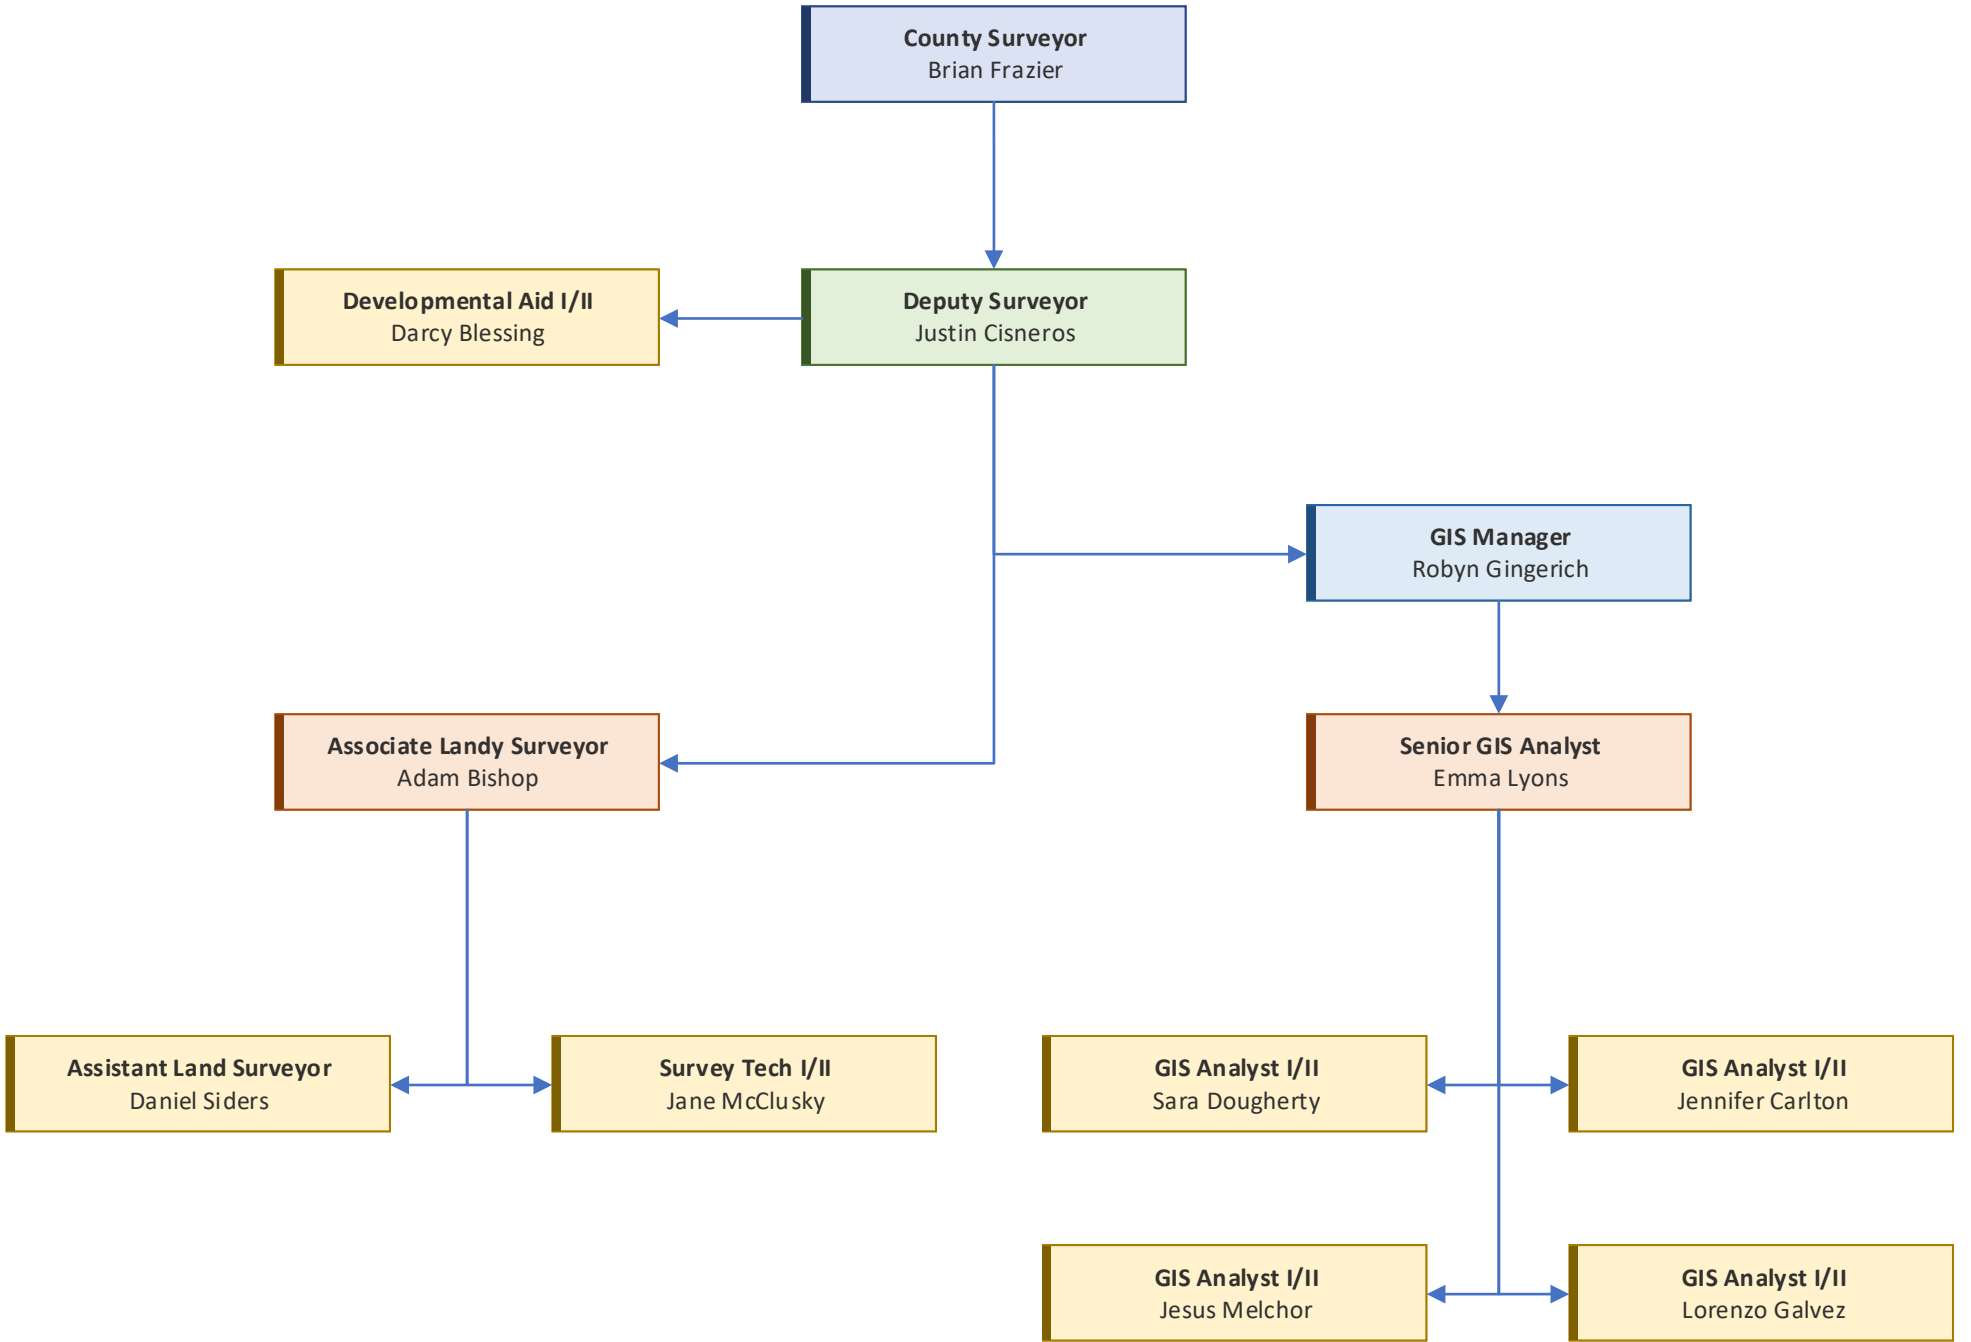 County Surveyor
Brian Frazier
Developmental Aid I/II
Darcy Blessing
Deputy Surveyor
Justin Cisneros
GIS Manager
Robyn Gingerich
Associate Landy Surveyor
Adam Bishop
Senior GIS Analyst
Emma Lyons
Assistant Land Surveyor
Daniel Siders
Survey Tech I/II
Jane McClusky
GIS Analyst I/II
Sara Dougherty
GIS Analyst I/II
Jennifer Carlton
GIS Analyst I/II
Jesus Melchor
GIS Analyst I/II
Lorenzo Galvez